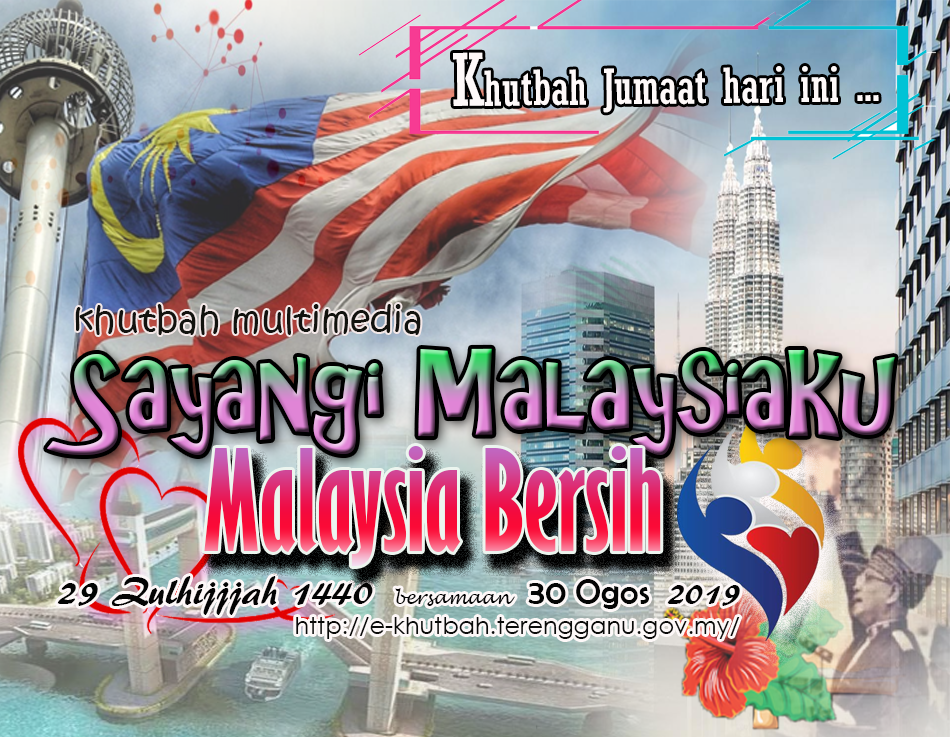 Khutbah Jumaat hari ini ...
khutbah multimedia
Sayangi Malaysiaku
Malaysia Bersih
29 Zulhijjjah 1440 bersamaan 30 Ogos 2019
http://e-khutbah.terengganu.gov.my/